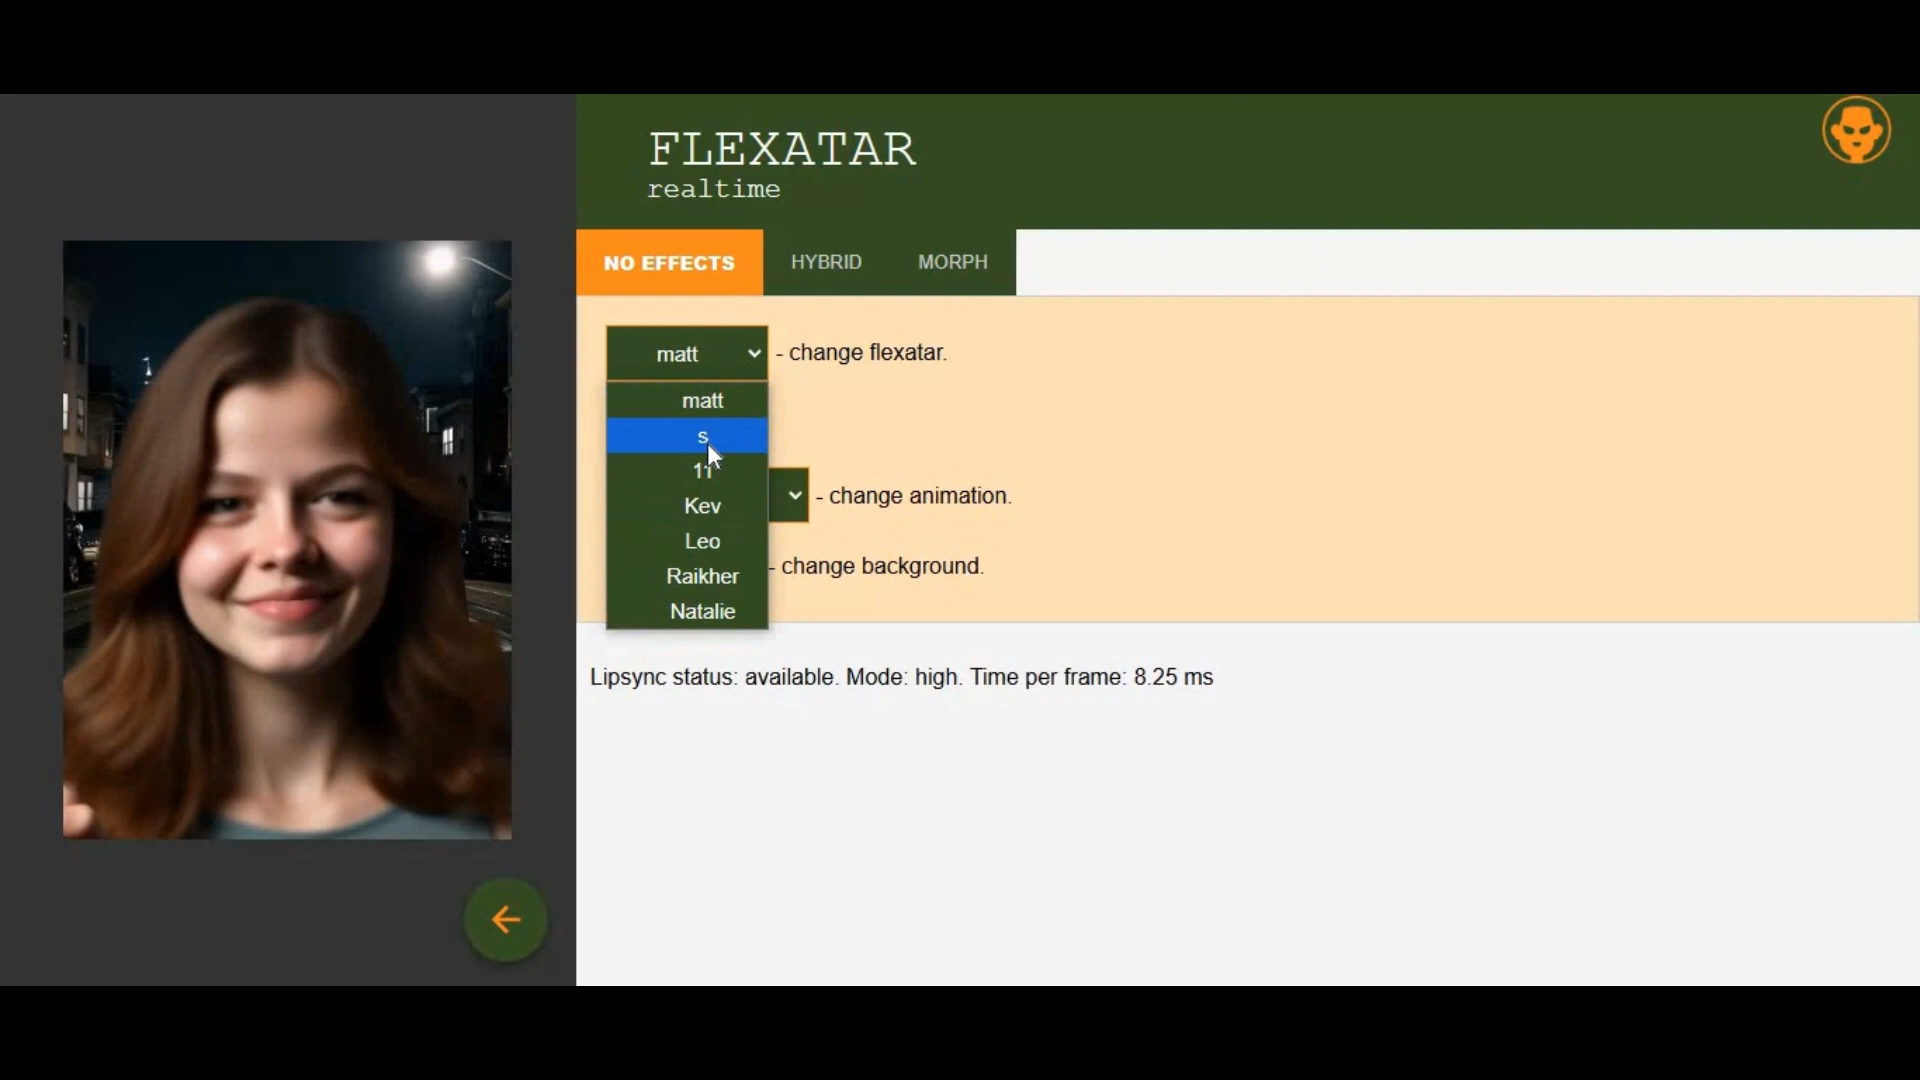 FLEXATAR
realtime
NO EFFECTS HYBRID MORPH
matt - change flexatar.
matt
s
11
Kev
Leo
Raikher
Natalie
- change animation.
- change background.
Lipsync status: available. Mode: high. Time per frame: 8.25 ms